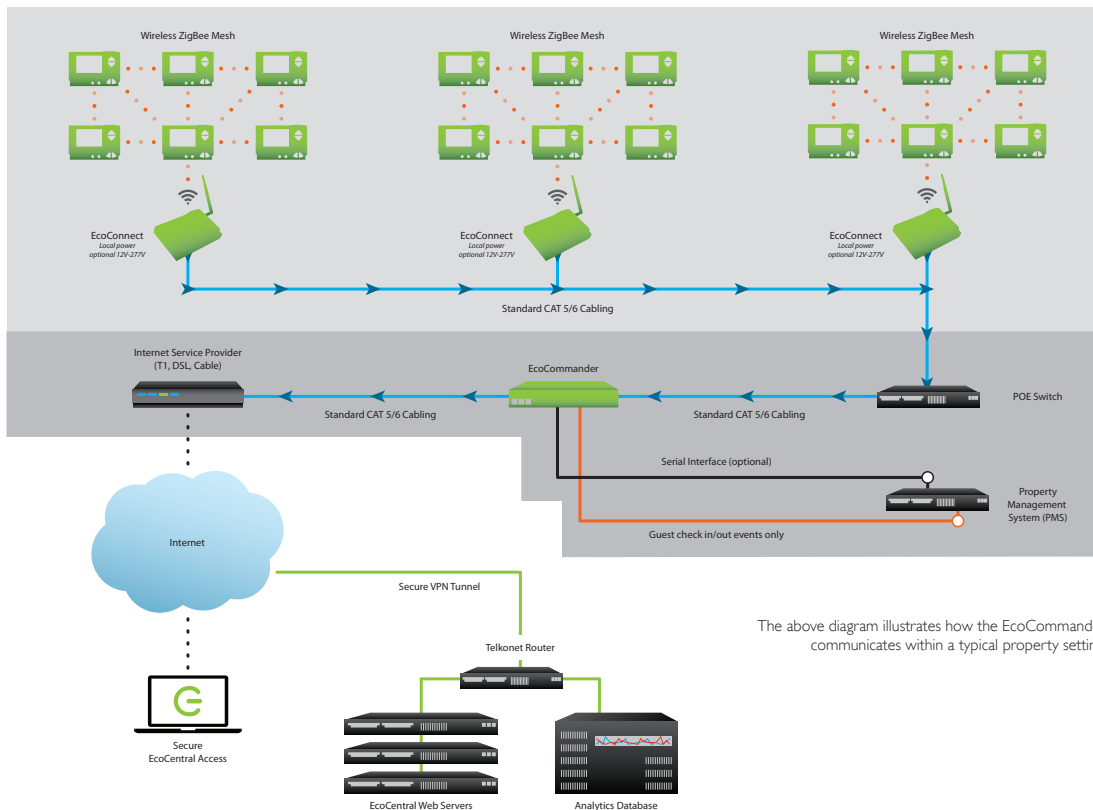 Wireless ZigBee Mesh
Wireless ZigBee Mesh
Wireless ZigBee Mesh
EcoConnect
Local power
optional 12V-277V
EcoConnect
Local power
optional 12V-277V
EcoConnect
Local power
optional 12V-277V
Standard CAT 5/6 Cabling
Internet Service Provider
(T1, DSL, Cable)
EcoCommander
Standard CAT 5/6 Cabling
Standard CAT 5/6 Cabling
POE Switch
Serial Interface (optional)
Property
Management
System (PMS)
Guest check in/out events only
Internet
Secure VPN Tunnel
The above diagram illustrates how the EcoCommand
communicates within a typical property settin
Telkonet Router
Secure
EcoCentral Access
EcoCentral Web Servers
Analytics Database